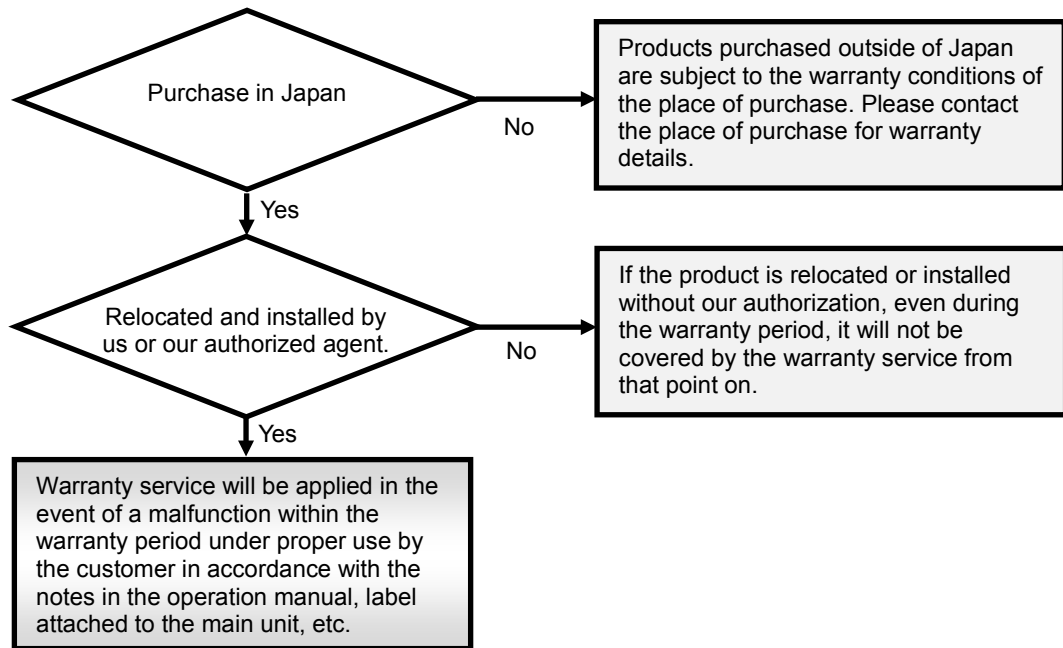 Purchase in Japan
No
Products purchased outside of Japan
are subject to the warranty conditions of
the place of purchase. Please contact
the place of purchase for warranty
details.
Yes
Relocated and installed by
us or our authorized agent.
No
If the product is relocated or installed
without our authorization, even during
the warranty period, it will not be
covered by the warranty service from
that point on.
Yes
Warranty service will be applied in the
event of a malfunction within the
warranty period under proper use by
the customer in accordance with the
notes in the operation manual, label
attached to the main unit, etc.